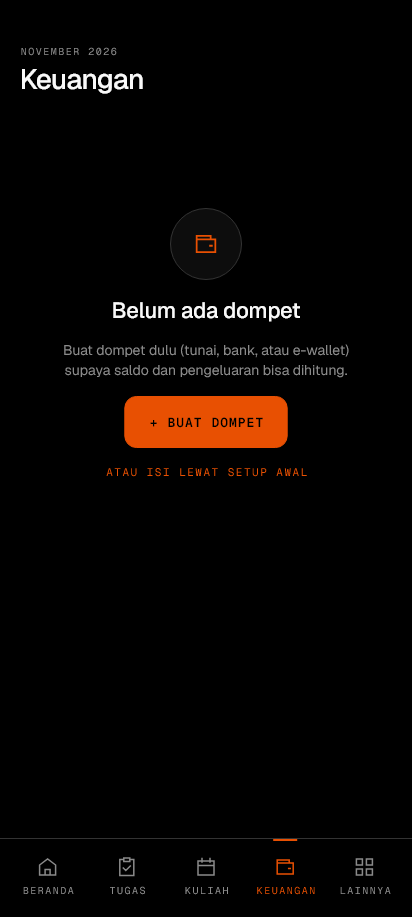 NOVEMBER 2026
Keuangan
Belum ada dompet
Buat dompet dulu (tunai, bank, atau e-wallet)
supaya saldo dan pengeluaran bisa dihitung.
+ BUAT DOMPET
ATAU ISI LEWAT SETUP AWAL
BERANDA
TUGAS
KULIAH
KEUANGAN
LAINNYA